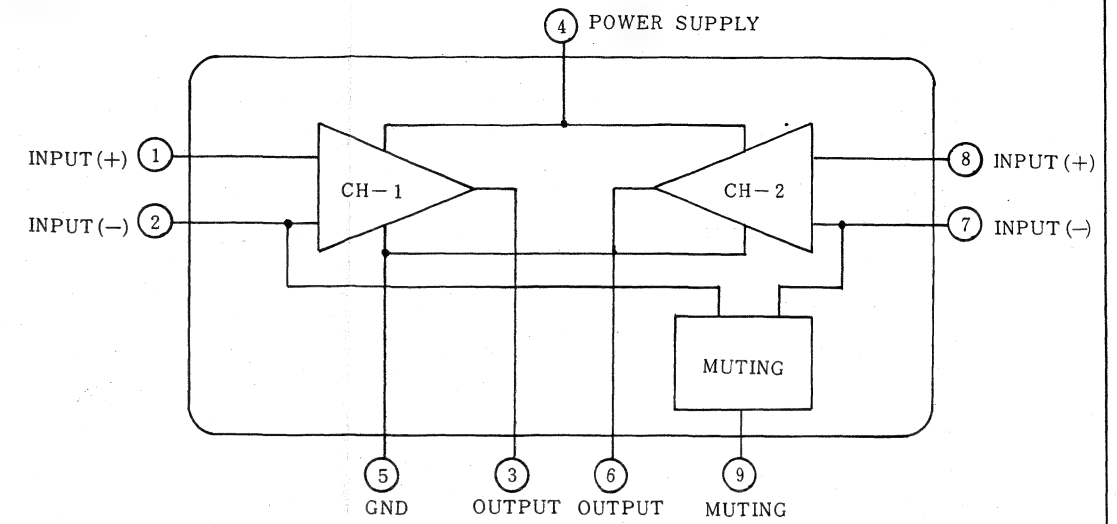 4 POWER SUPPLY
INPUT(+) 1
CH-1
CH-2
8 INPUT(+)
INPUT(-) 2
7 INPUT(-)
MUTING
5
3
6
9
GND
OUTPUT
OUTPUT
MUTING